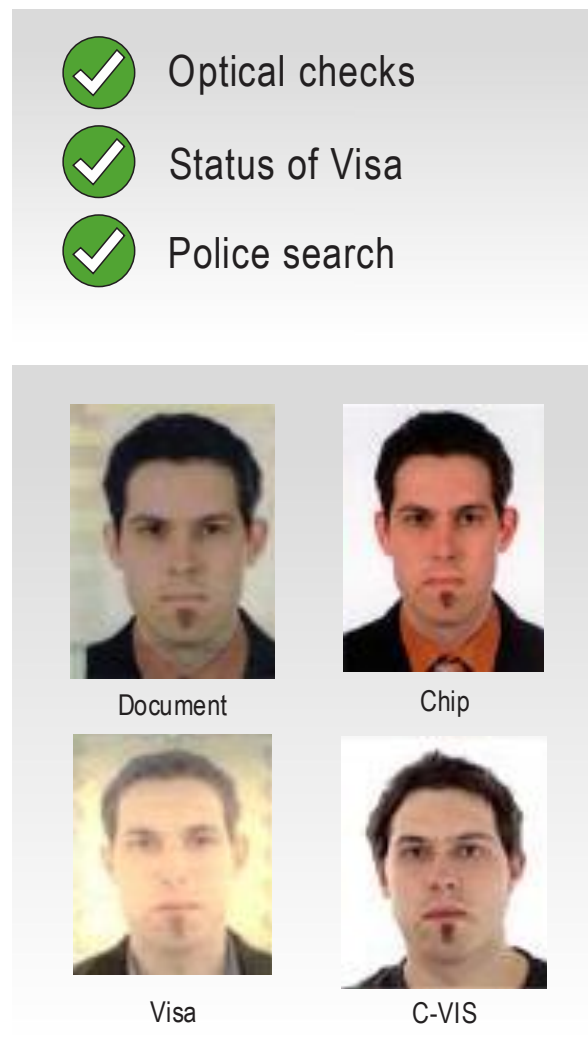 Optical checks
Status of Visa
Police search
Document
Chip
Visa
C-VIS